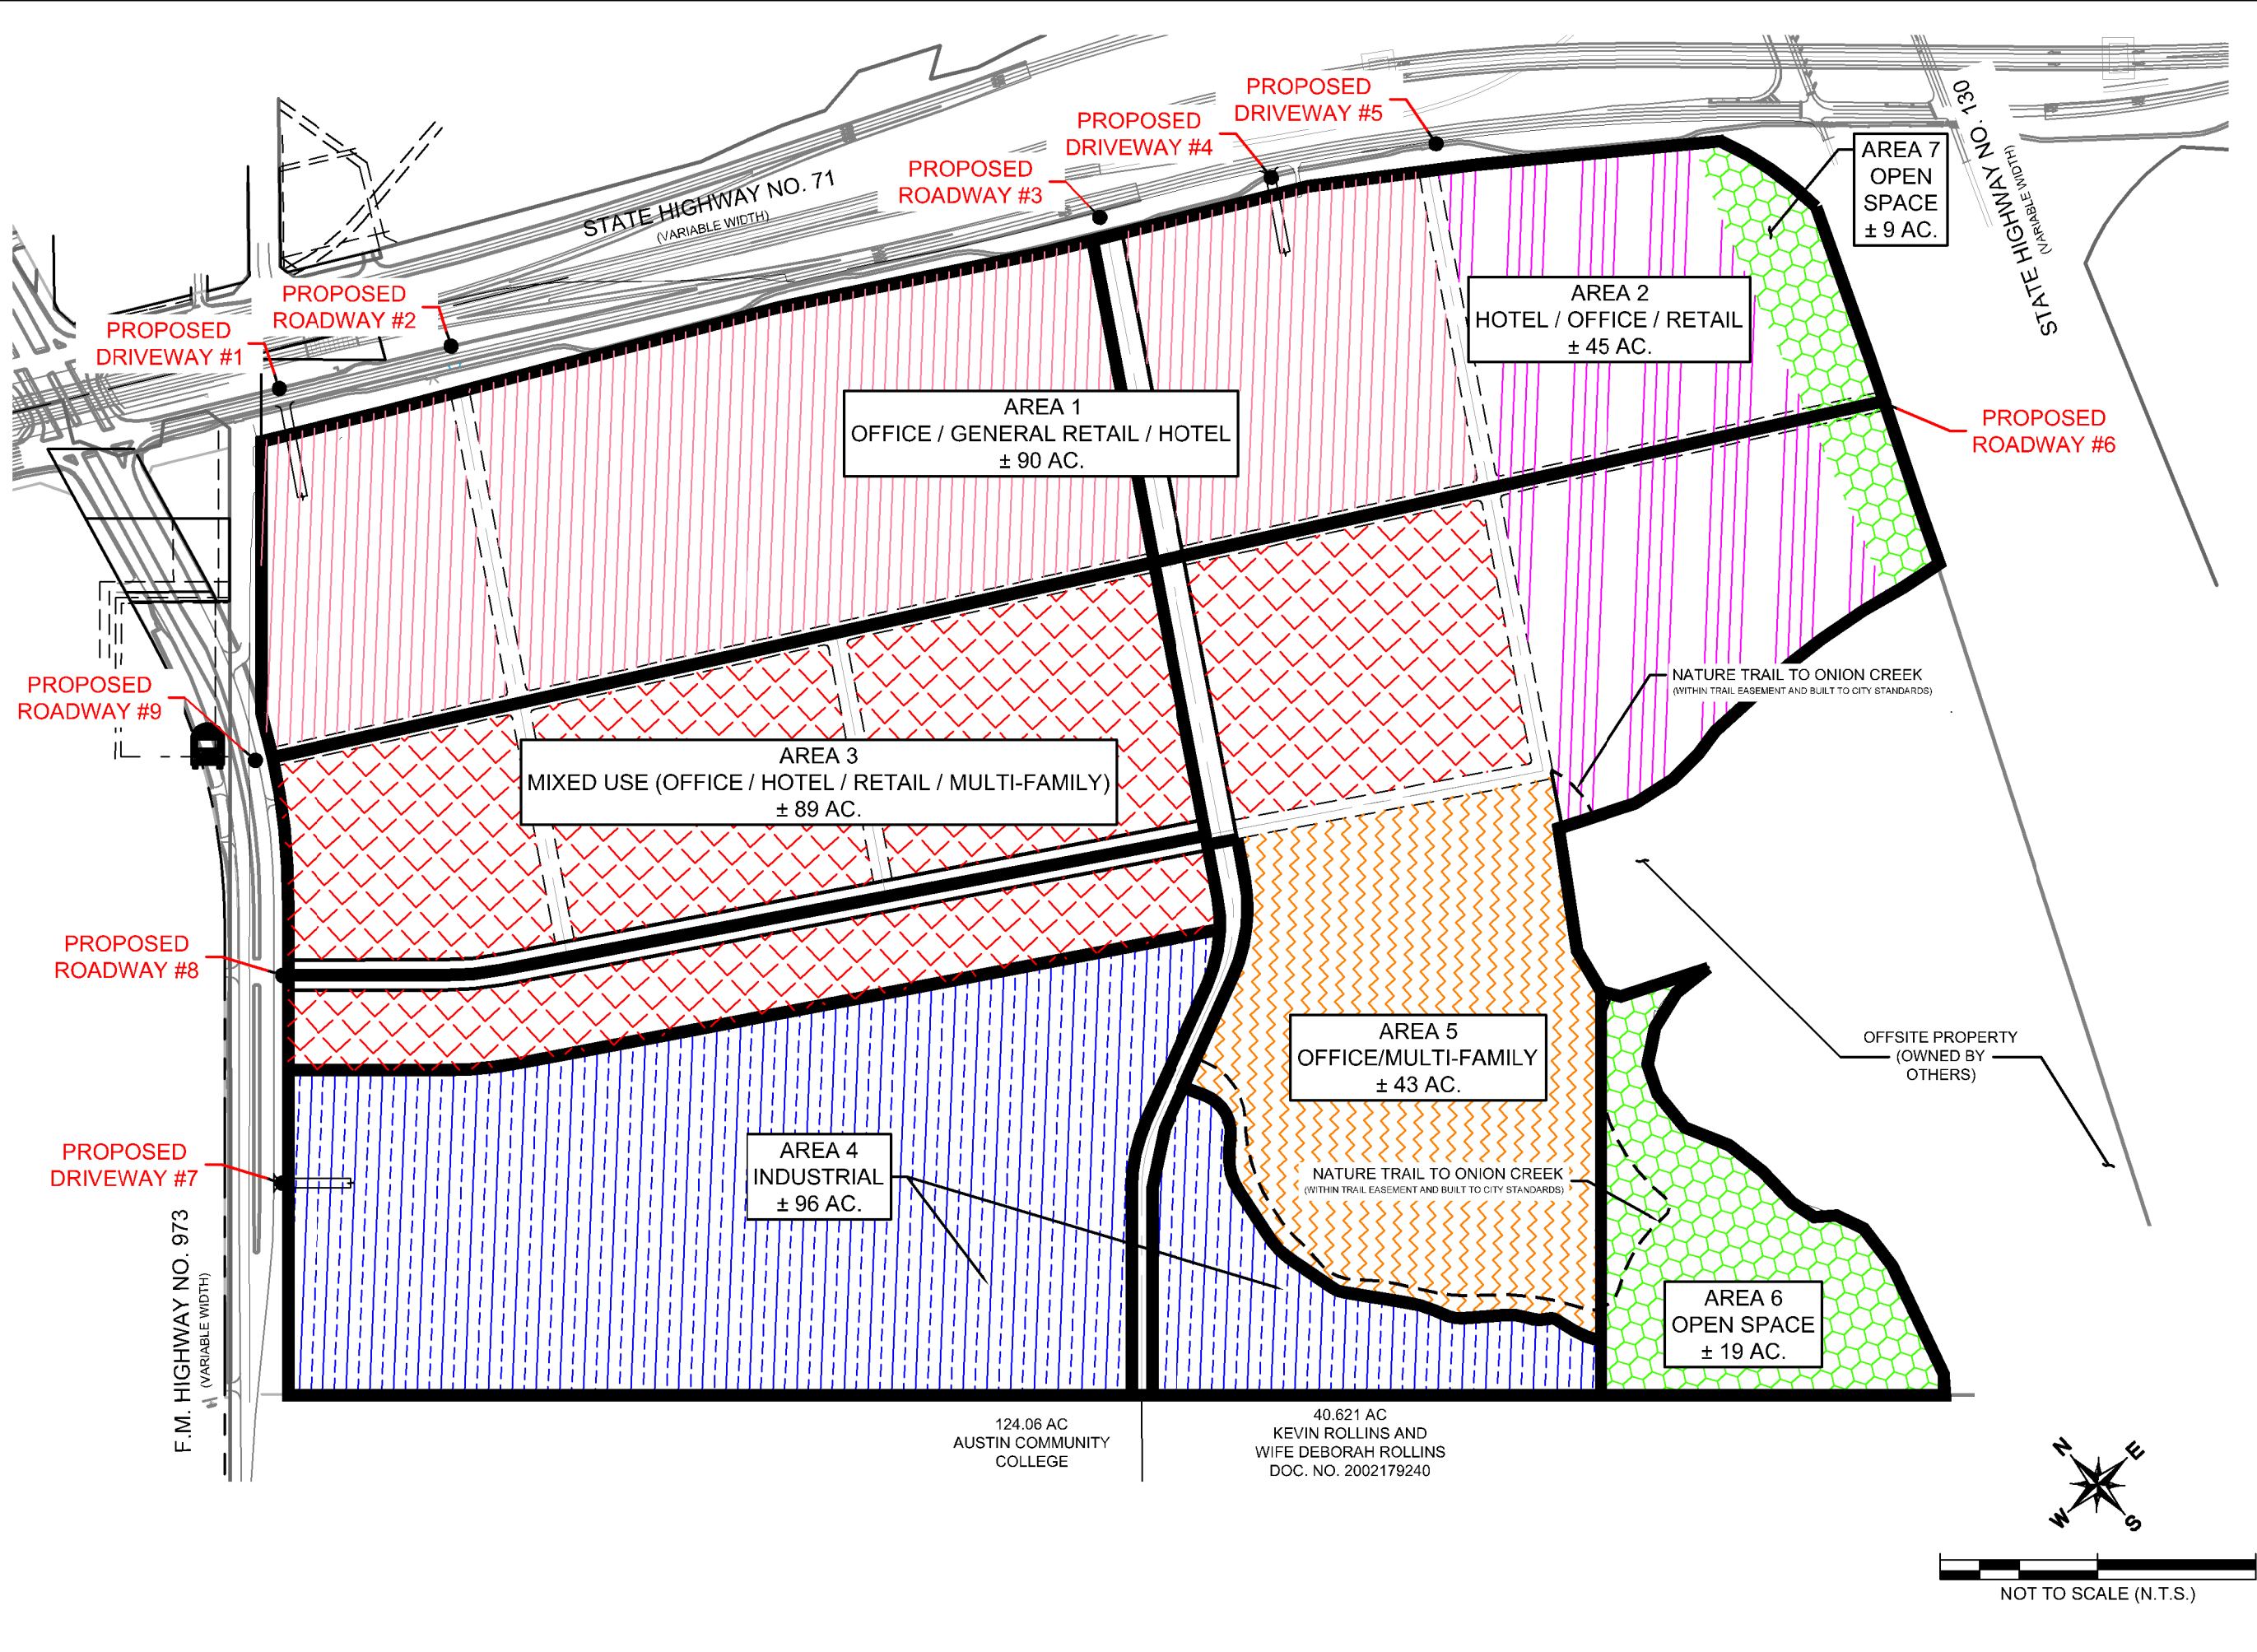 PROPOSED
DRIVEWAY #5
PROPOSED
DRIVEWAY #4
PROPOSED
ROADWAY #3
STATE HIGHWAY NO. 71
(VARIABLE WIDTH)
STATE HIGHWAY NO. 130
(VARIABLE WIDTH)
AREA 7
OPEN
SPACE
± 9 AC.
PROPOSED
ROADWAY #2
PROPOSED
DRIVEWAY #1
AREA 2
HOTEL / OFFICE / RETAIL
± 45 AC.
AREA 1
OFFICE / GENERAL RETAIL / HOTEL
± 90 AC.
PROPOSED
ROADWAY #6
PROPOSED
ROADWAY #9
NATURE TRAIL TO ONION CREEK
(WITHIN TRAIL EASEMENT AND BUILT TO CITY STANDARDS)
AREA 3
MIXED USE (OFFICE / HOTEL / RETAIL / MULTI-FAMILY)
± 89 AC.
PROPOSED
ROADWAY #8
AREA 5
OFFICE/MULTI-FAMILY
± 43 AC.
OFFSITE PROPERTY
(OWNED BY
OTHERS)
PROPOSED
DRIVEWAY #7
AREA 4
INDUSTRIAL
± 96 AC.
NATURE TRAIL TO ONION CREEK
(WITHIN TRAIL EASEMENT AND BUILT TO CITY STANDARDS)
F.M. HIGHWAY NO. 973
(VARIABLE WIDTH)
AREA 6
OPEN SPACE
± 19 AC.
124.06 AC
AUSTIN COMMUNITY
COLLEGE
40.621 AC
KEVIN ROLLINS AND
WIFE DEBORAH ROLLINS
DOC. NO. 2002179240
N
E
W
S
NOT TO SCALE (N.T.S.)